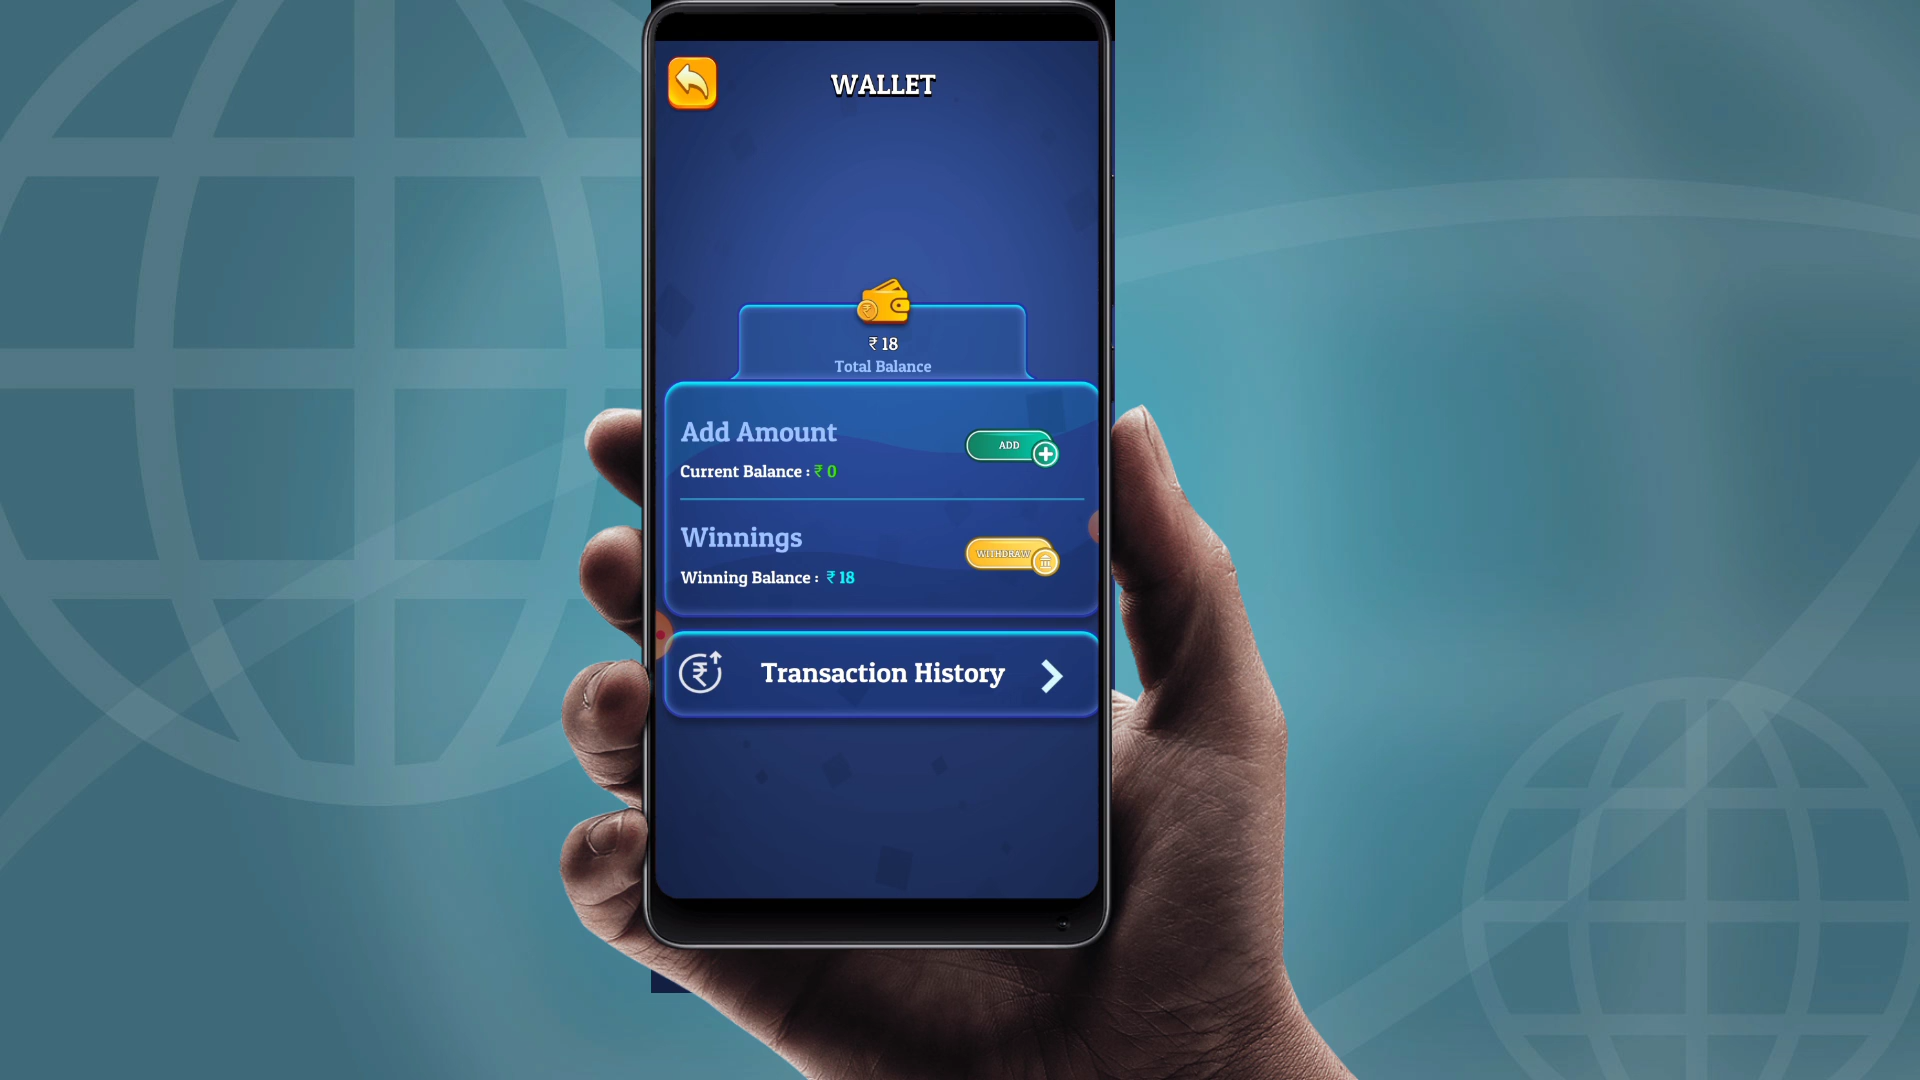 WALLET
₹ 18
Total Balance
Add Amount
ADD
Current Balance : ₹ 0
Winnings
WITHDRAW
Winning Balance : ₹ 18
Transaction History